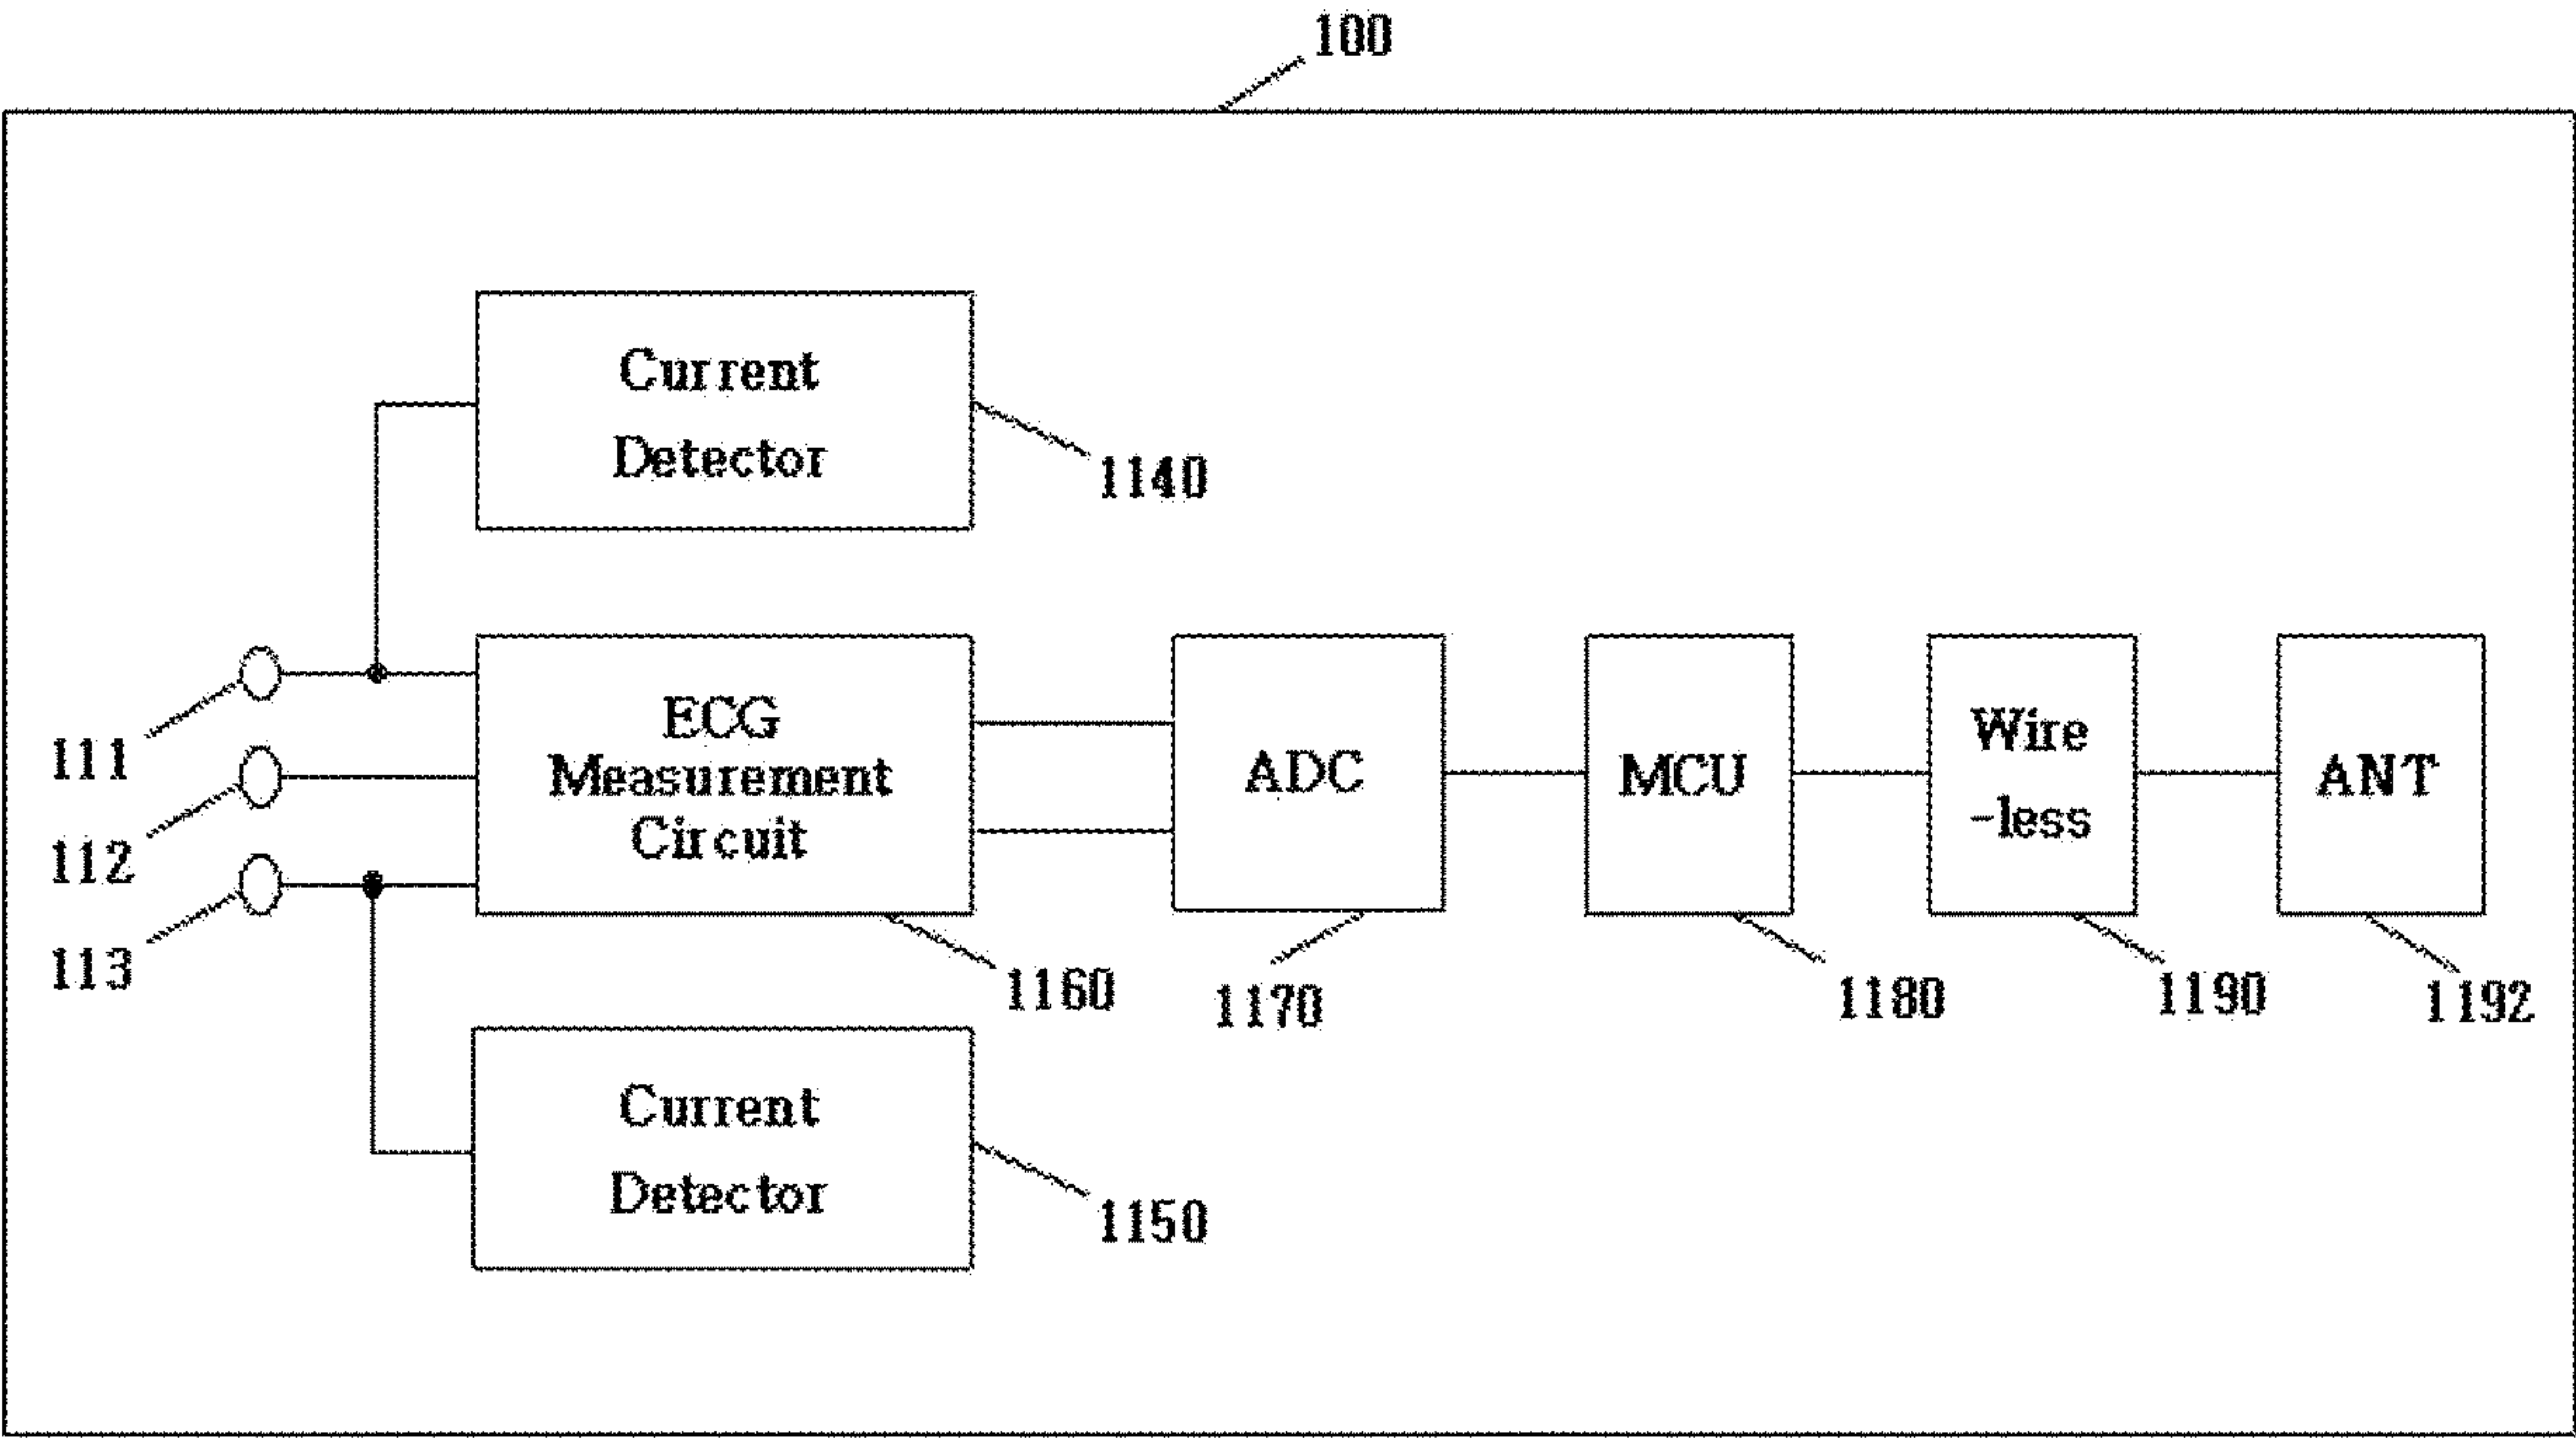 100
Current
Detector
1140
111
112
113
ECG
Measurement
Circuit
1160
ADC
1170
MCU
1180
Wire
-less
1190
ANT
1192
Current
Detector
1150